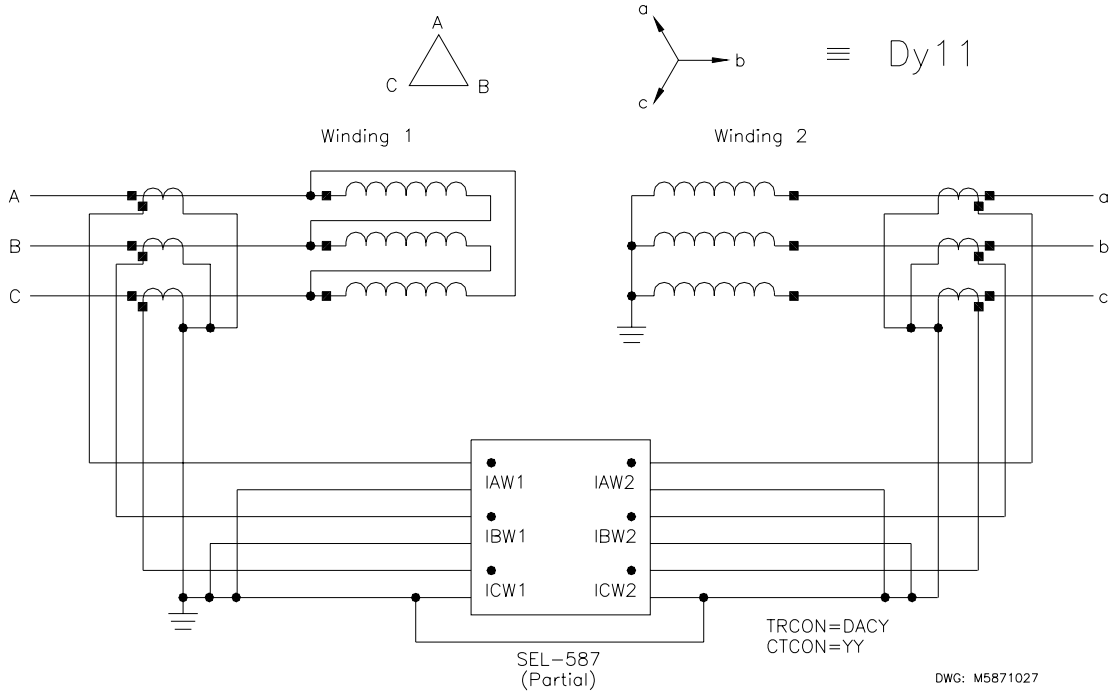 A
C
B
a
b
c
≡ Dy11
Winding 1
Winding 2
A
B
C
a
b
c
IAW1
IAW2
IBW1
IBW2
ICW1
ICW2
TRCON=DACY
CTCON=YY
SEL-587
(Partial)
DWG: M5871027